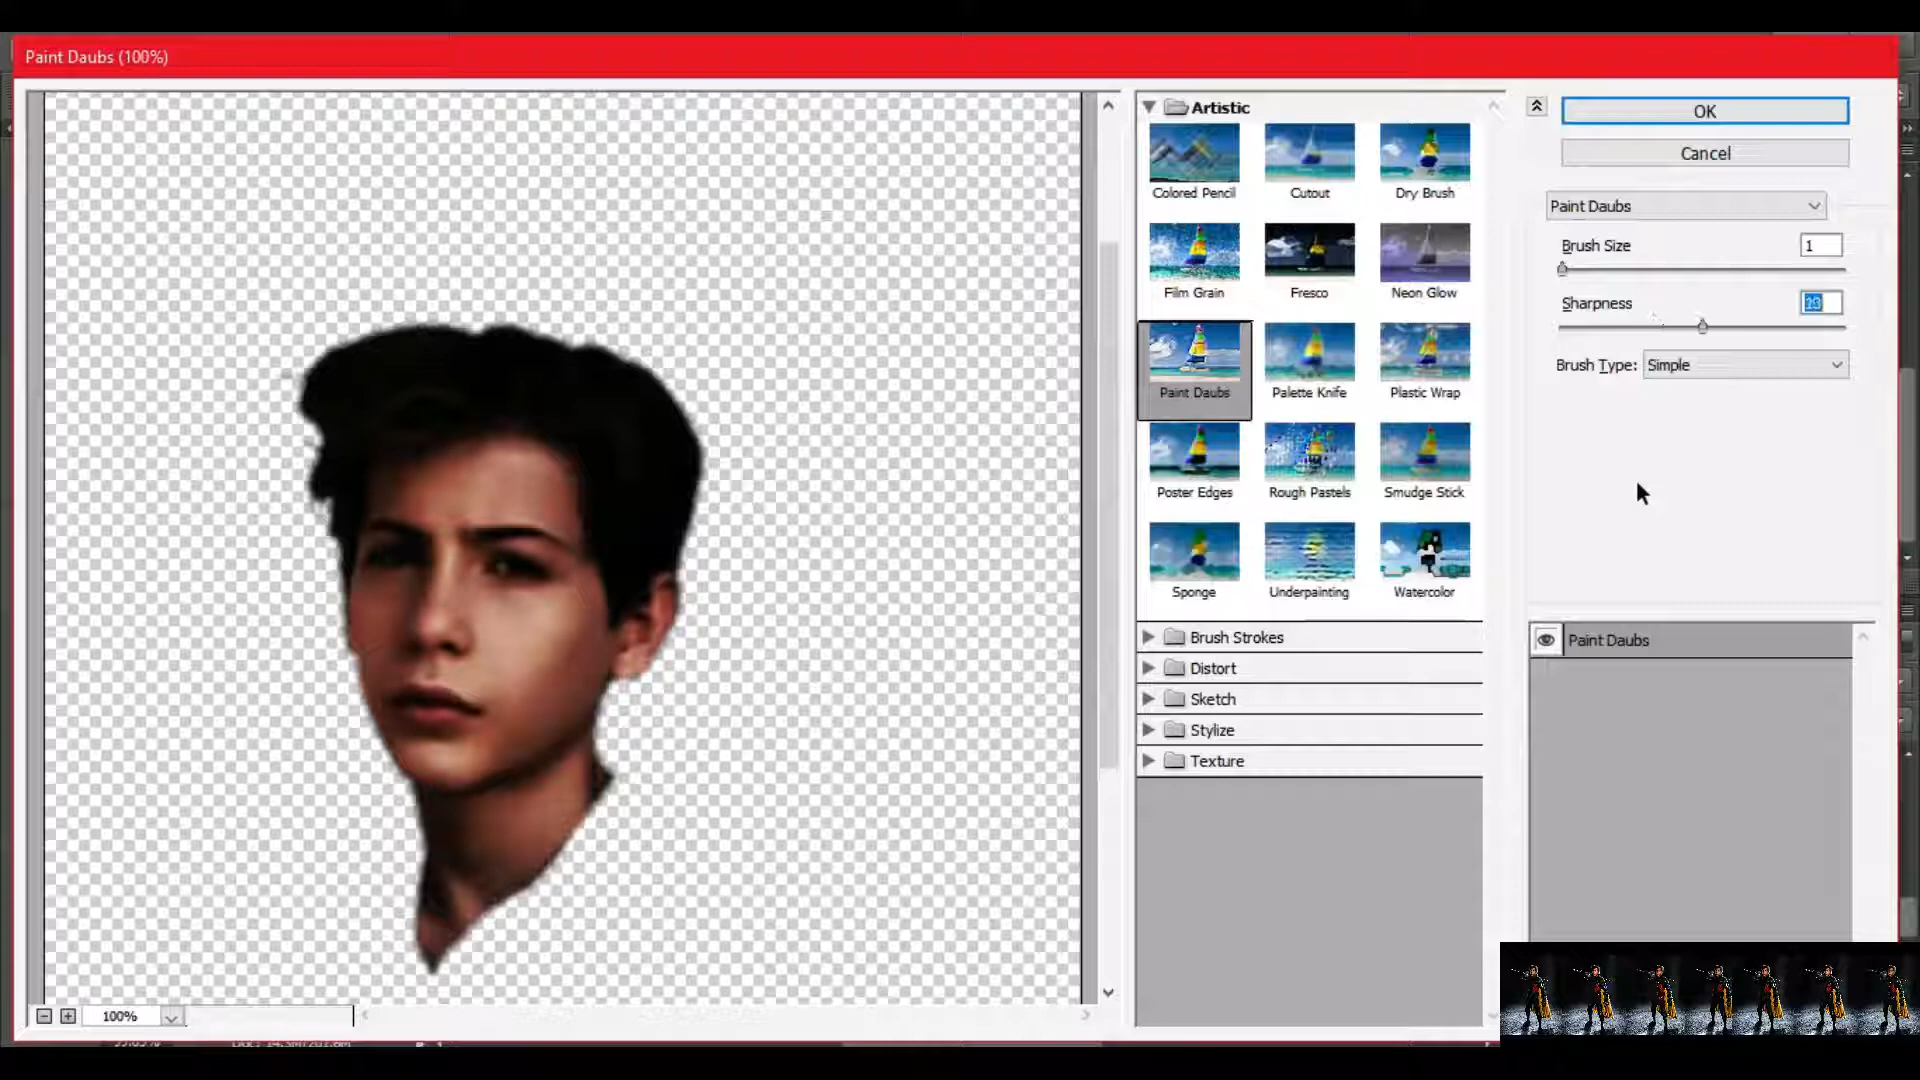 Paint Daubs (100%)
Artistic
OK
Cancel
Colored Pencil
Cutout
Dry Brush
Paint Daubs
Brush Size
1
Film Grain
Fresco
Neon Glow
Sharpness
Brush Type:
Simple
Paint Daubs
Palette Knife
Plastic Wrap
Poster Edges
Rough Pastels
Smudge Stick
Sponge
Underpainting
Watercolor
Brush Strokes
Paint Daubs
Distort
Sketch
Stylize
Texture
100%